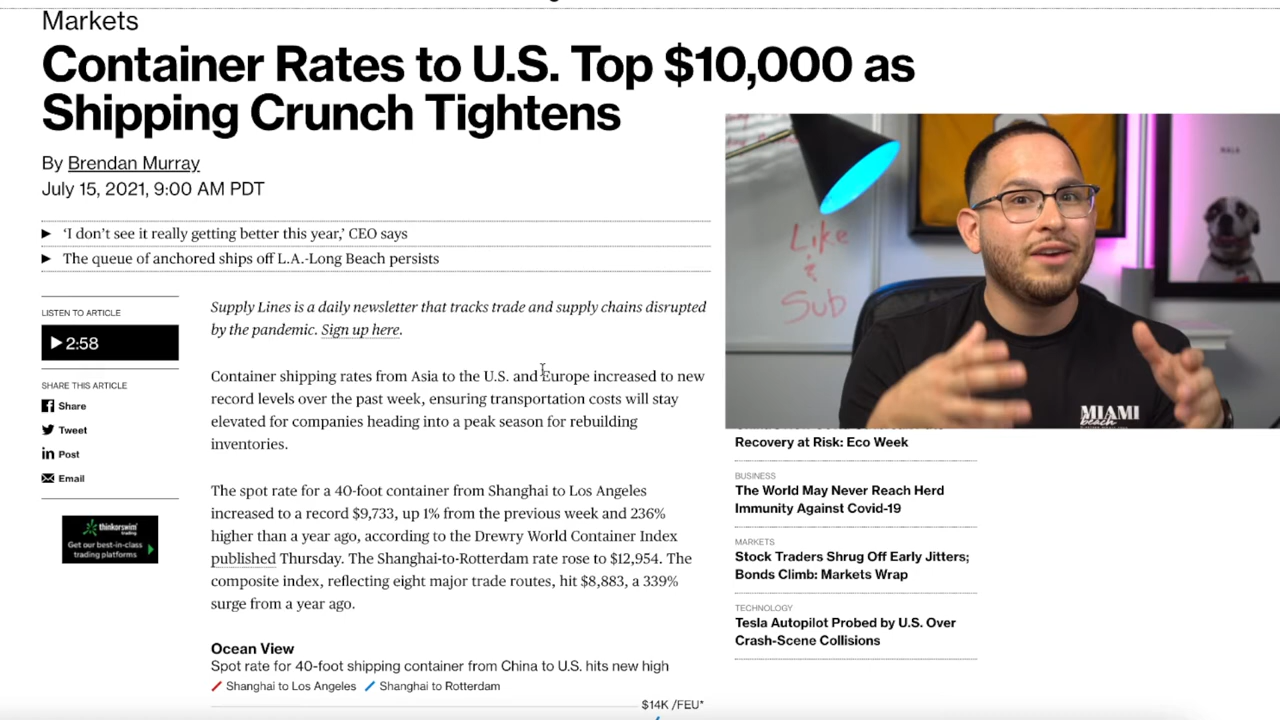 Markets
Container Rates to U.S. Top $10,000 as
Shipping Crunch Tightens
By Brendan Murray
July 15, 2021, 9:00 AM PDT
‘I don’t see it really getting better this year,’ CEO says
The queue of anchored ships off L.A.-Long Beach persists
LISTEN TO ARTICLE
2:58
SHARE THIS ARTICLE
Share
Tweet
Post
Email
thinkorswim
trading
Get our best-in-class
trading platforms
Supply Lines is a daily newsletter that tracks trade and supply chains disrupted
by the pandemic. Sign up here.
Container shipping rates from Asia to the U.S. and Europe increased to new
record levels over the past week, ensuring transportation costs will stay
elevated for companies heading into a peak season for rebuilding
inventories.
The spot rate for a 40-foot container from Shanghai to Los Angeles
increased to a record $9,733, up 1% from the previous week and 236%
higher than a year ago, according to the Drewry World Container Index
published Thursday. The Shanghai-to-Rotterdam rate rose to $12,954. The
composite index, reflecting eight major trade routes, hit $8,883, a 339%
surge from a year ago.
Ocean View
Spot rate for 40-foot shipping container from China to U.S. hits new high
Shanghai to Los Angeles Shanghai to Rotterdam
$14K /FEU*
Like
&
Sub
WALK
MIAMI
beach
Recovery at Risk: Eco Week
BUSINESS
The World May Never Reach Herd
Immunity Against Covid-19
MARKETS
Stock Traders Shrug Off Early Jitters;
Bonds Climb: Markets Wrap
TECHNOLOGY
Tesla Autopilot Probed by U.S. Over
Crash-Scene Collisions